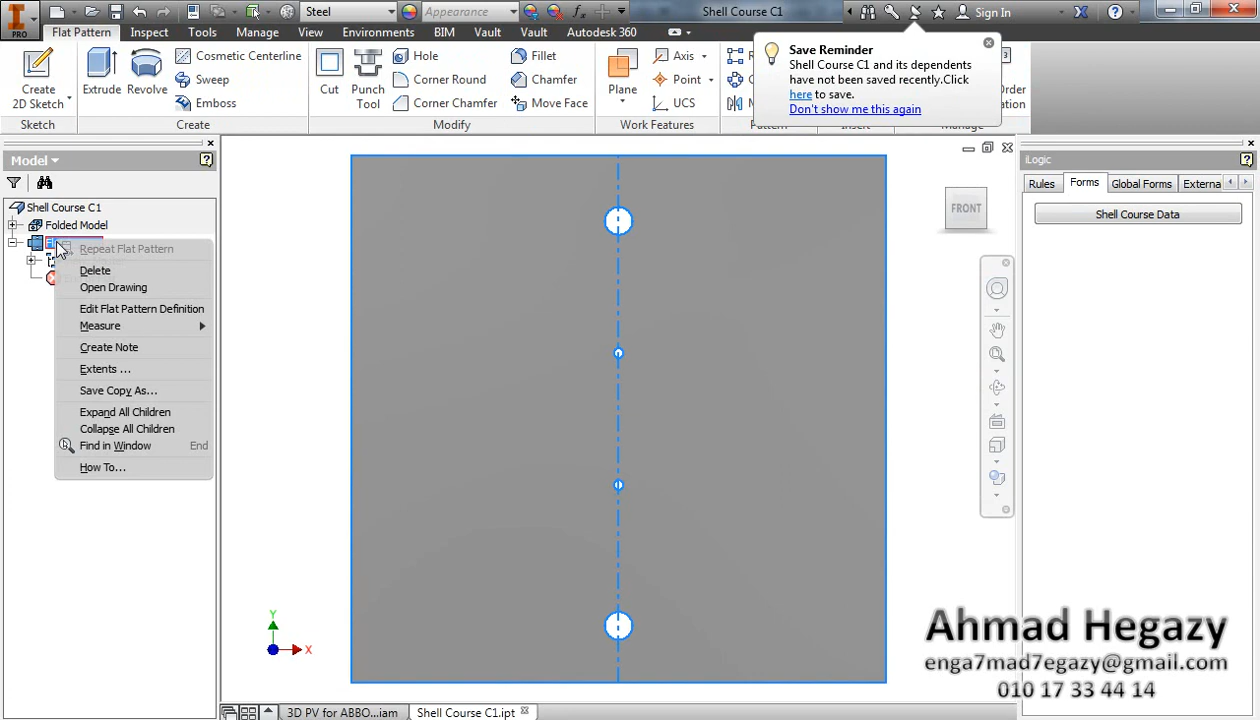 Steel
Appearance
Shell Course C1
Sign In
PRO
Flat Pattern
Inspect
Tools
Manage
View
Environments
BIM
Vault
Vault
Autodesk 360
Create
2D Sketch
Extrude
Revolve
Cosmetic Centerline
Sweep
Emboss
Cut
Punch
Tool
Hole
Corner Round
Corner Chamfer
Fillet
Chamfer
Move Face
Plane
Axis
Point
UCS
Sketch
Create
Modify
Work Features
Save Reminder
Shell Course C1 and its dependents
have not been saved recently.Click
here to save.
Don't show me this again
Model
Shell Course C1
Folded Model
Repeat Flat Pattern
Delete
Open Drawing
Edit Flat Pattern Definition
Measure
Create Note
Extents ...
Save Copy As...
Expand All Children
Collapse All Children
Find in Window End
How To...
FRONT
Y
X
iLogic
Rules
Forms
Global Forms
Externa
Shell Course Data
Ahmad Hegazy
enga7mad7egazy@gmail.com
010 17 33 44 14
3D PV for ABBO...iam
Shell Course C1.ipt